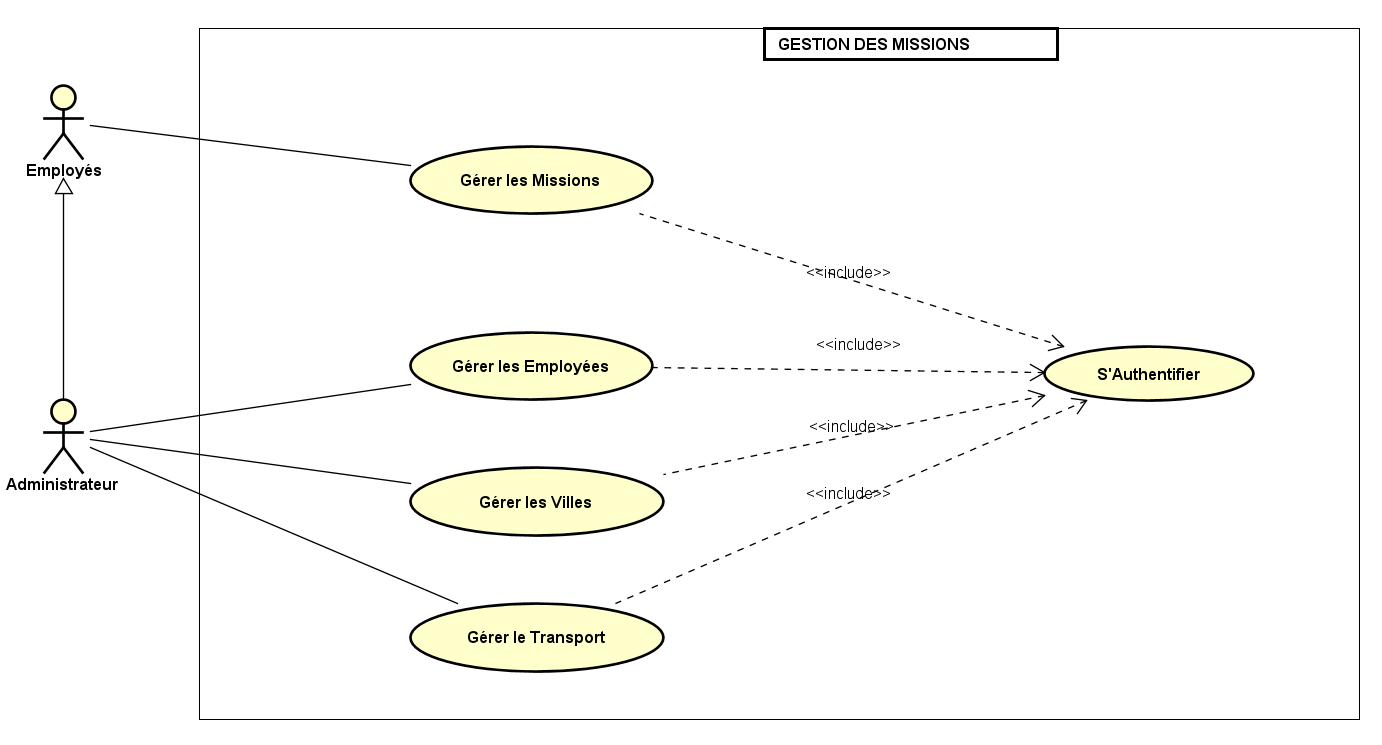 GESTION DES MISSIONS
Employés
Gérer les Missions
<<include>>
<<include>>
Gérer les Employées
S'Authentifier
<<include>>
Administrateur
<<include>>
Gérer les Villes
Gérer le Transport